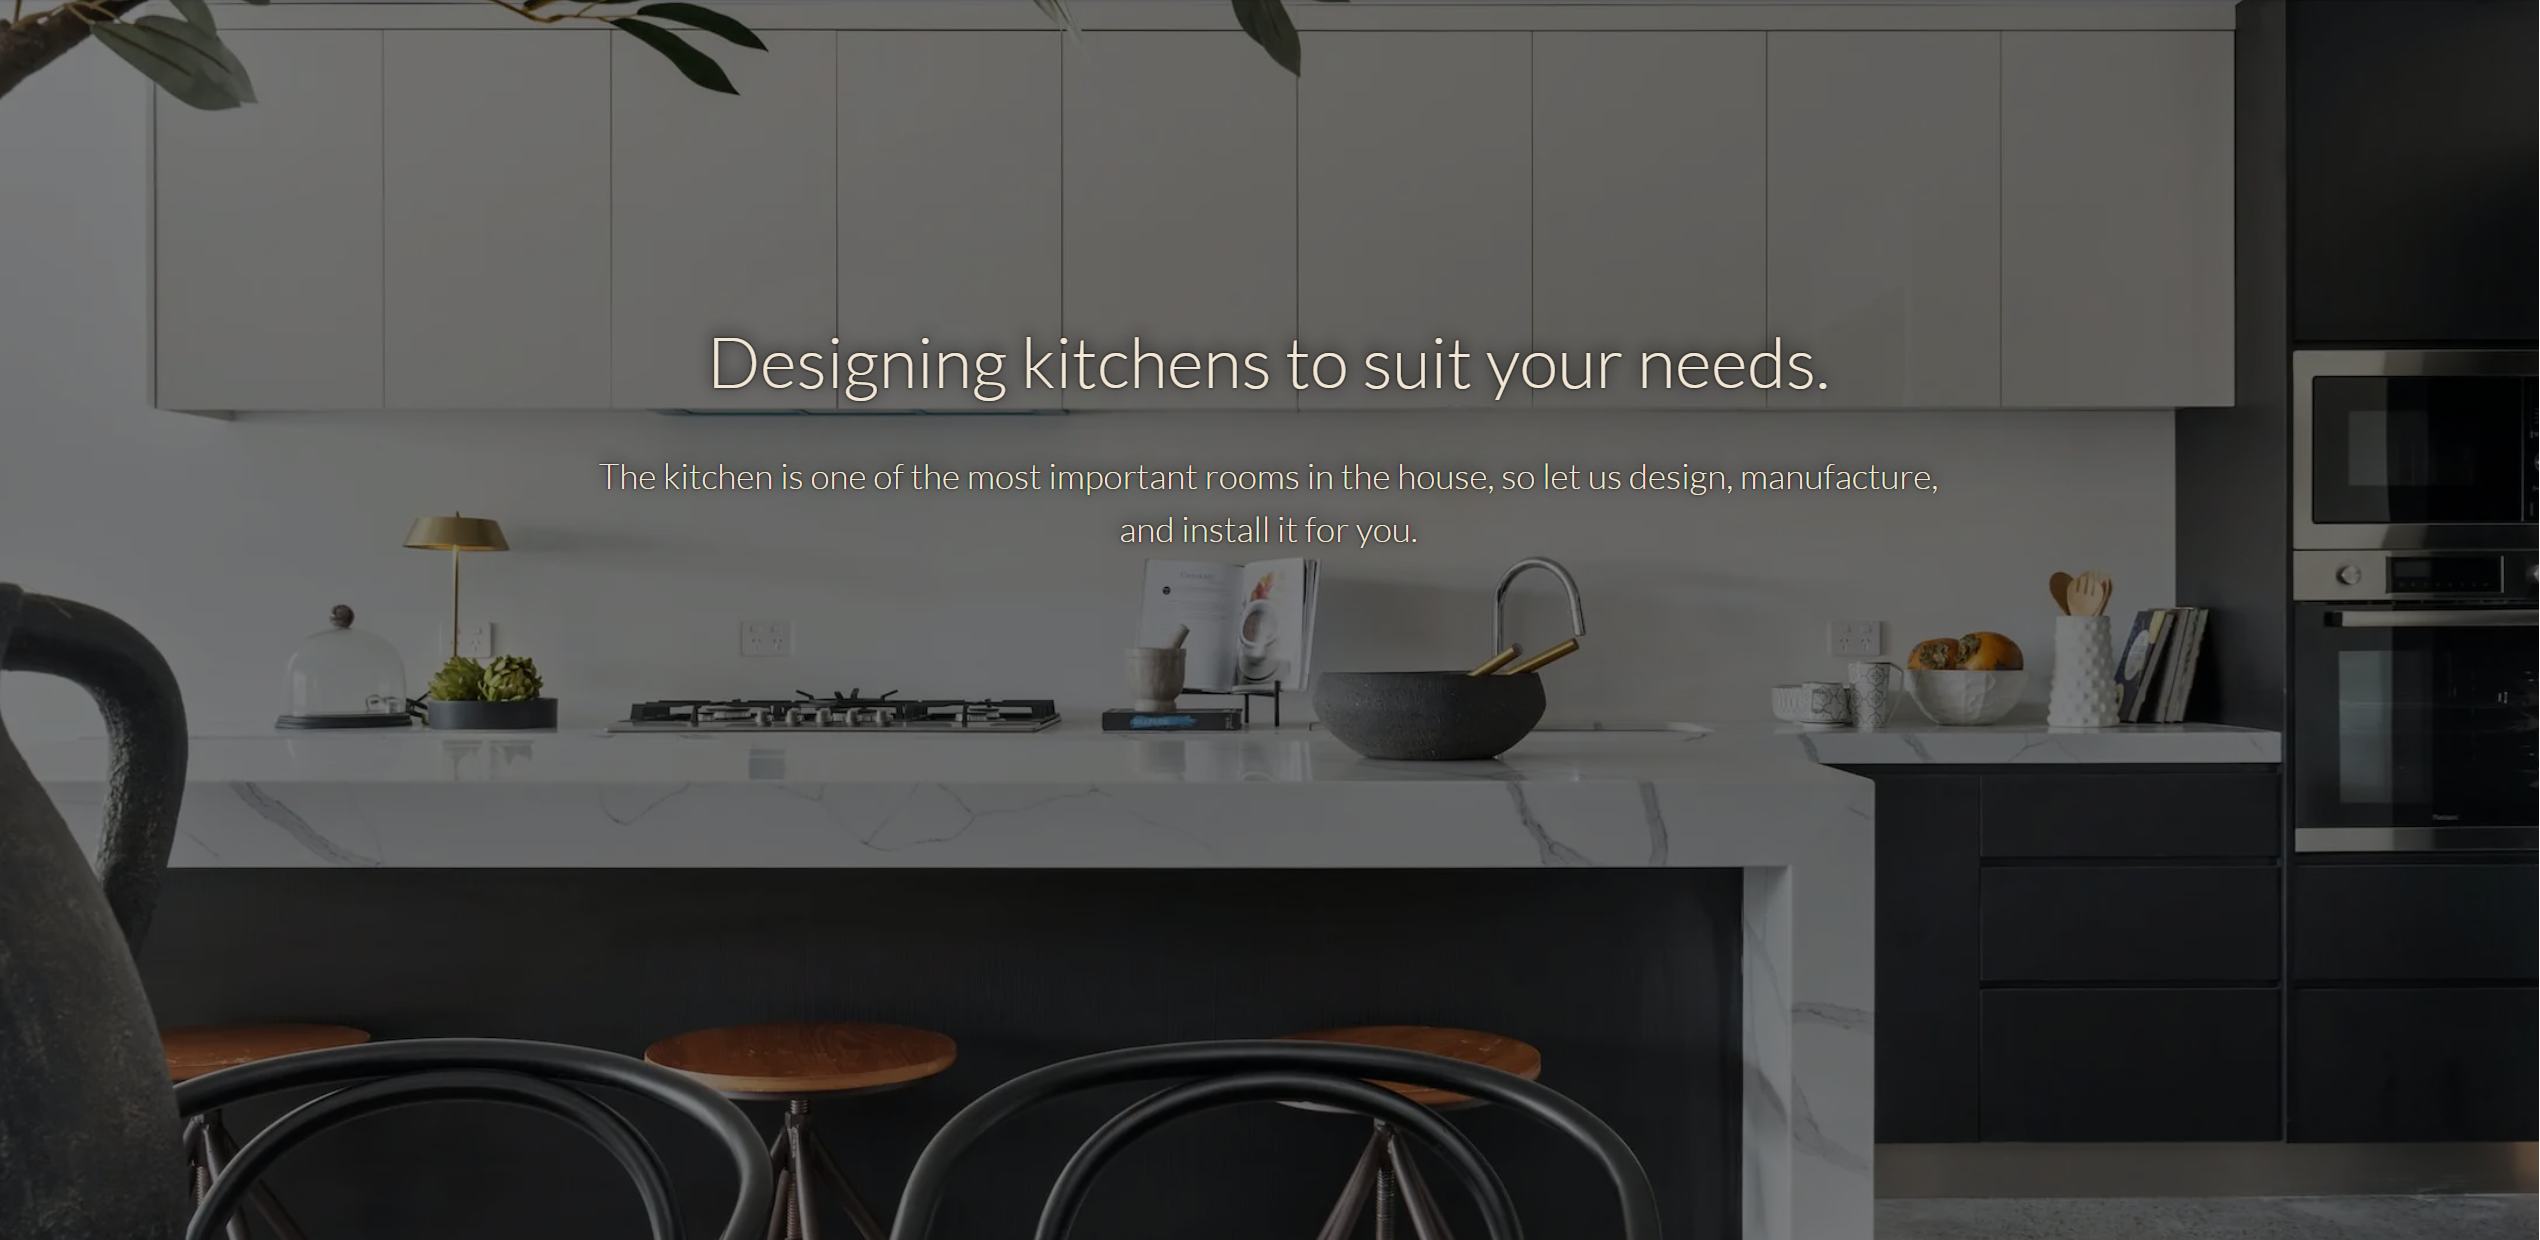 Designing kitchens to suit your needs.
The kitchen is one of the most important rooms in the house, so let us design, manufacture,
and install it for you.